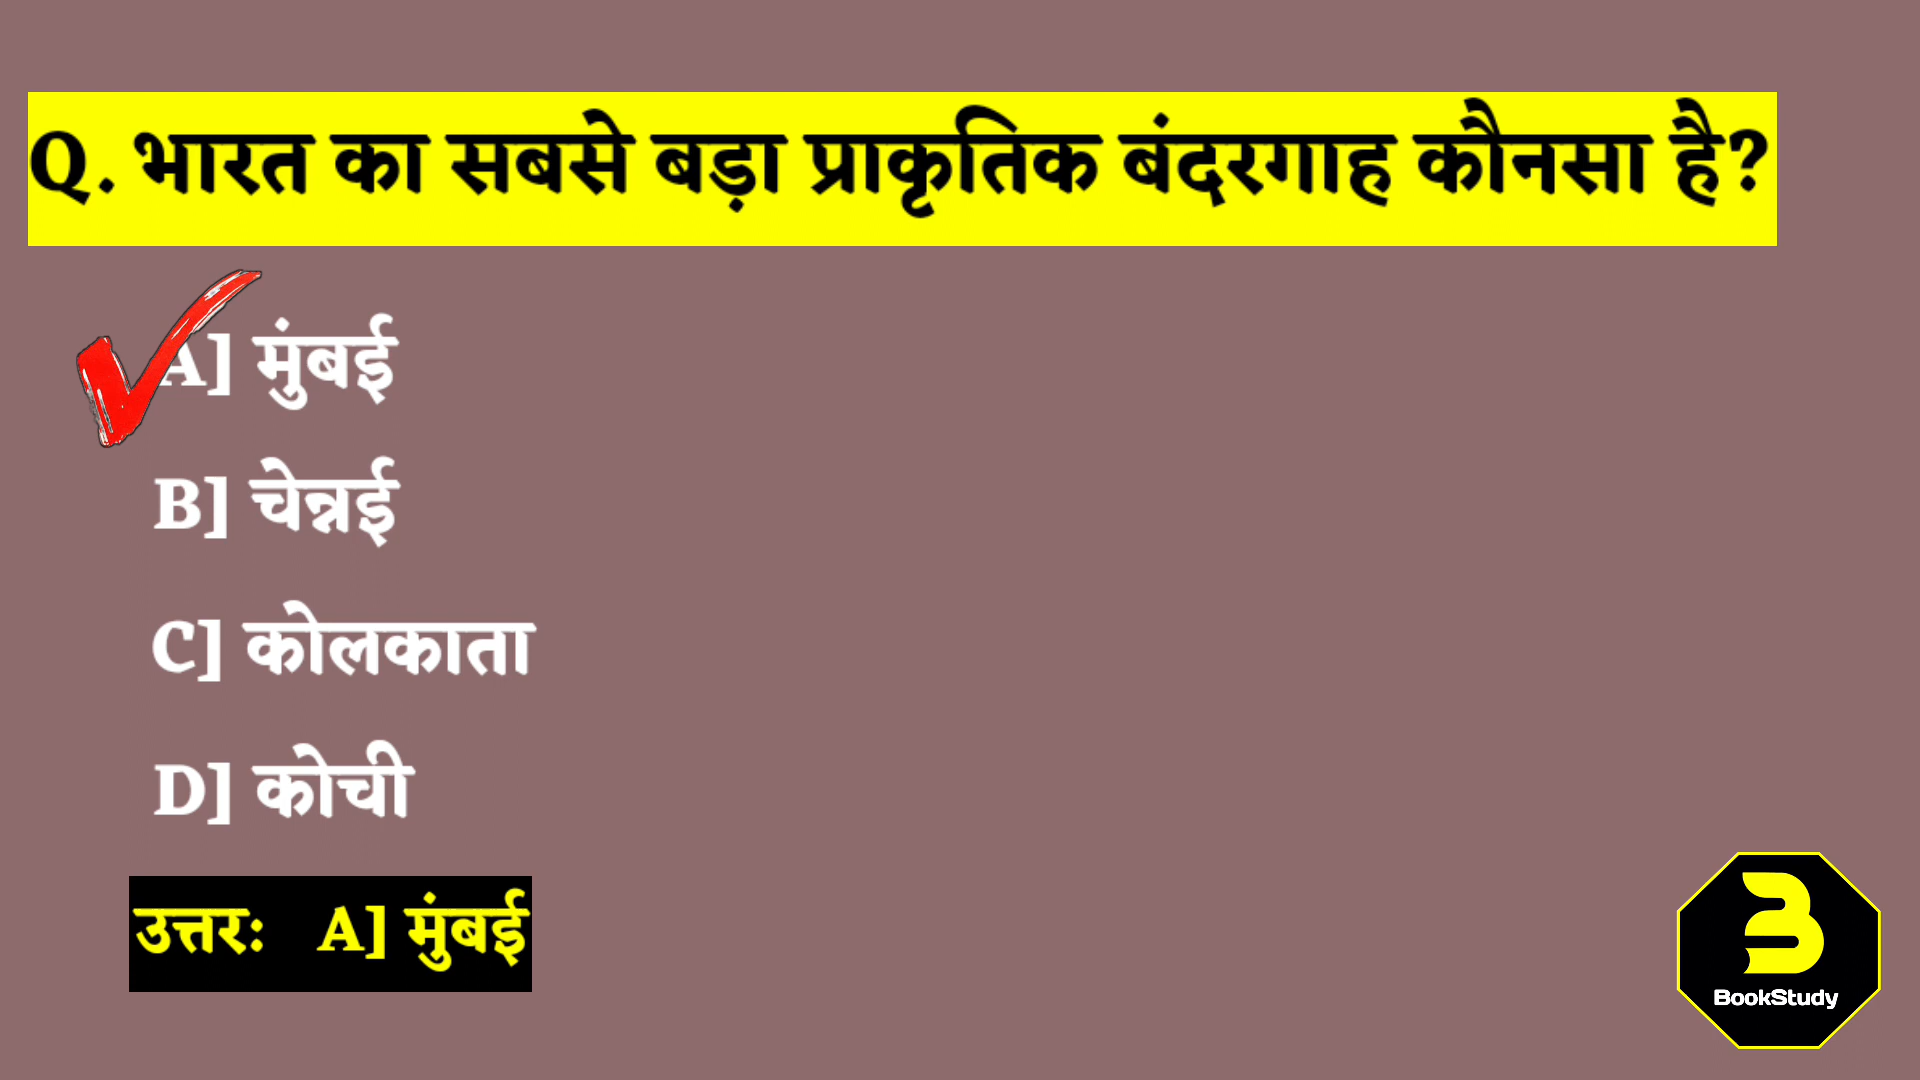 Q. भारत का सबसे बड़ा प्राकृतिक बंदरगाह कौनसा है?
A] मुंबई
B] चेन्नई
C] कोलकाता
D] कोची
उत्तरः A] मुंबई
BookStudy